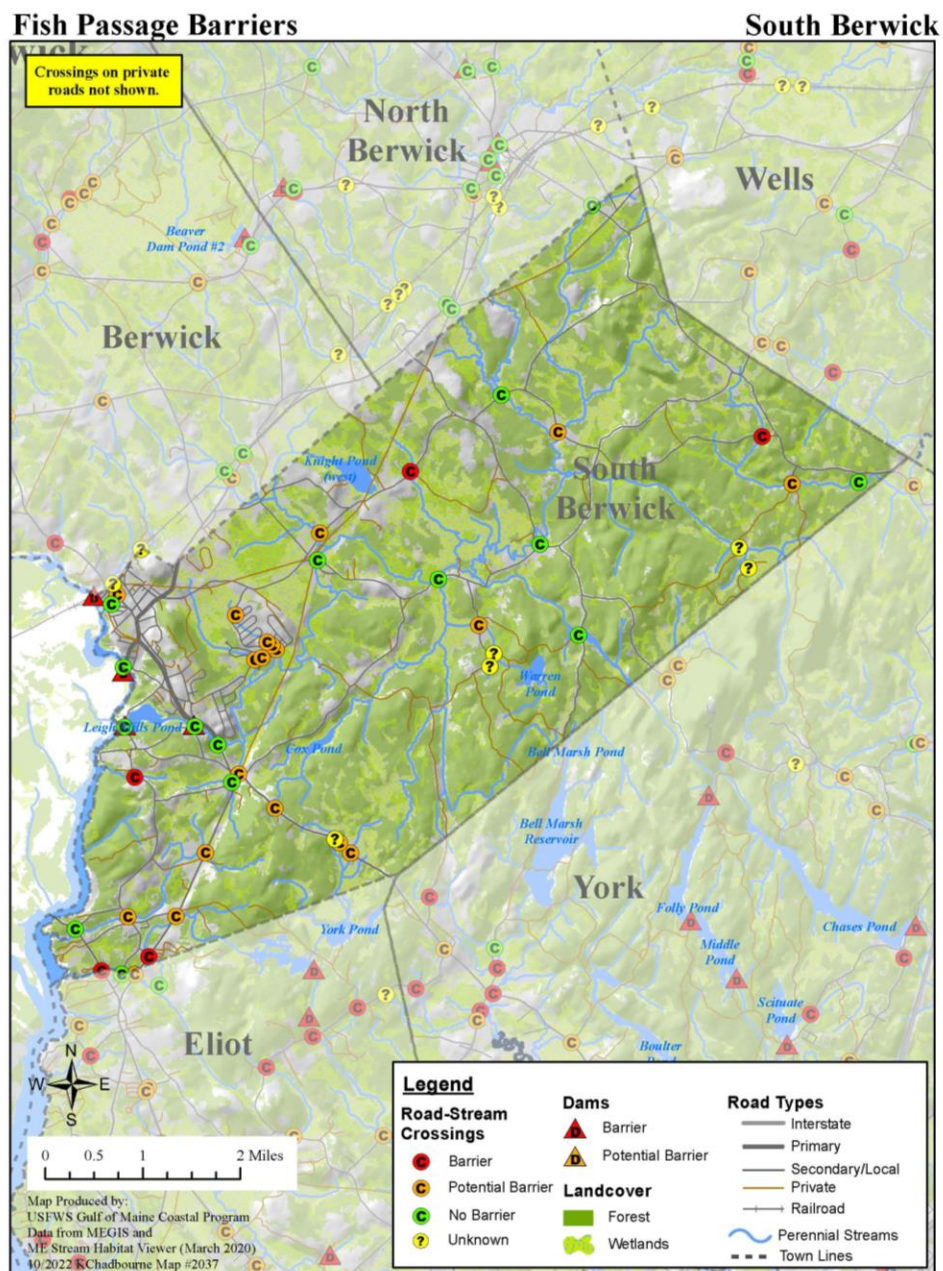 Fish Passage Barriers
South Berwick
wick
Crossings on private
roads not shown.
North
Berwick
Wells
Beaver
Dam Pond #2
Berwick
Knight Pond
(west)
South
Berwick
Warren
Pond
Leigh Mills Pond
Cox Pond
Bell Marsh Pond
Bell Marsh
Reservoir
York
York Pond
Folly Pond
Chases Pond
Middle
Pond
Scituate
Pond
Eliot
Boulter
N
W E
S
0 0.5 1 2 Miles
Map Produced by:
USFWS Gulf of Maine Coastal Program
Data from MEGIS and
ME Stream Habitat Viewer (March 2020)
10/2022 KChadbourne Map #2037
Legend
Road-Stream
Crossings
C Barrier
C Potential Barrier
C No Barrier
? Unknown
Dams
D Barrier
D Potential Barrier
Landcover
Forest
Wetlands
Road Types
Interstate
Primary
Secondary/Local
Private
Railroad
Perennial Streams
Town Lines